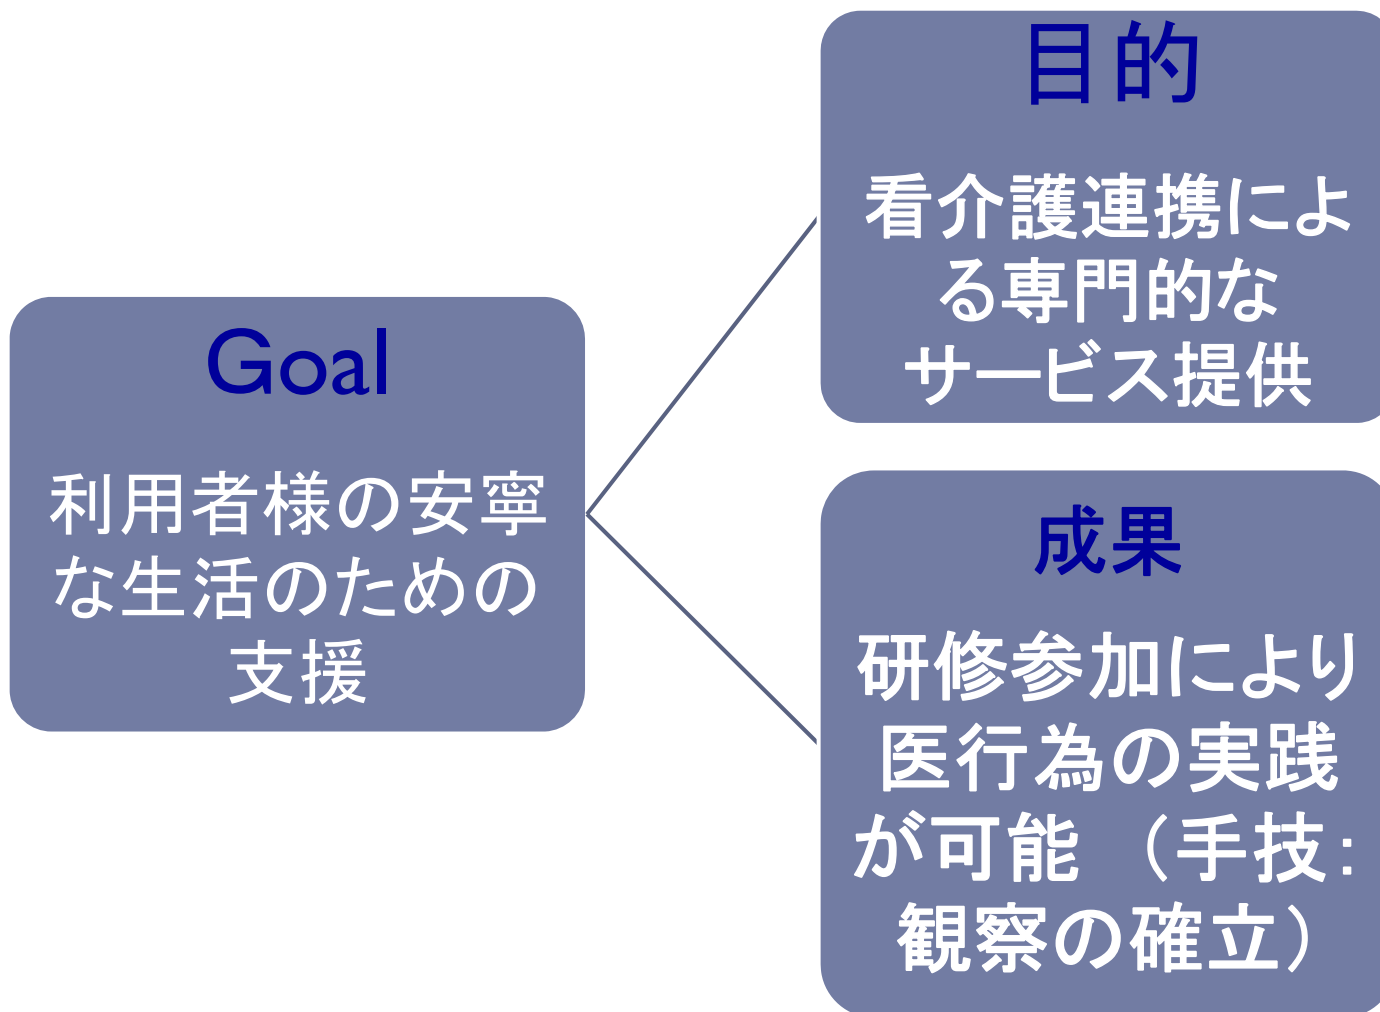 Goal
利用者様の安寧
な生活のための
支援
目的
看介護連携によ
る専門的な
サービス提供
成果
研修参加により
医行為の実践
が可能 （手技：
観察の確立）